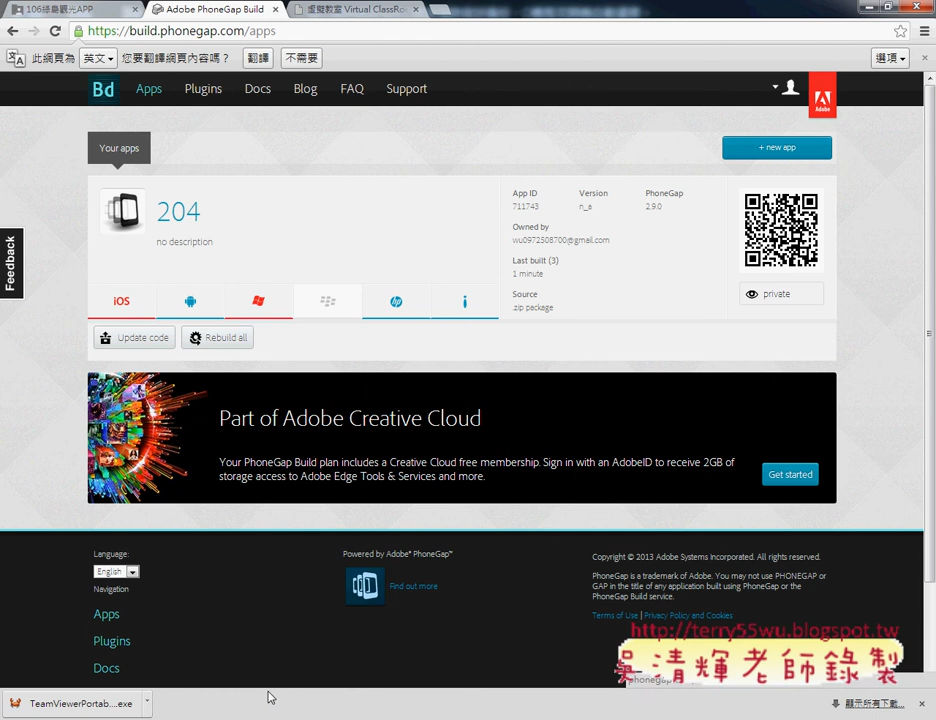 106綠島觀光APP
Adobe PhoneGap Build
虛擬教室 Virtual ClassRo
https://build.phonegap.com/apps
此網頁為 英文 您要翻譯網頁內容嗎? 翻譯 不需要 選項
Bd Apps Plugins Docs Blog FAQ Support
Adobe
Your apps
+ new app
204
no description
App ID
711743
Version
n_a
PhoneGap
2.9.0
Owned by
wu0972508700@gmail.com
Last built (3)
1 minute
Source
.zip package
private
Feedback
iOS
hp
Update code
Rebuild all
Part of Adobe Creative Cloud
Your PhoneGap Build plan includes a Creative Cloud free membership. Sign in with an AdobeID to receive 2GB of
storage access to Adobe Edge Tools & Services and more.
Get started
Language:
English
Navigation
Apps
Plugins
Docs
Powered by Adobe® PhoneGap™
Find out more
Copyright © 2013 Adobe Systems Incorporated. All rights reserved.
PhoneGap is a trademark of Adobe. You may not use PHONEGAP or
GAP in the title of any application built using PhoneGap or the
PhoneGap Build service.
Terms of Use | Privacy Policy and Cookies
http://terry55wu.blogspot.tw
吳清輝老師錄製
TeamViewerPortab....exe
顯示所有下載...